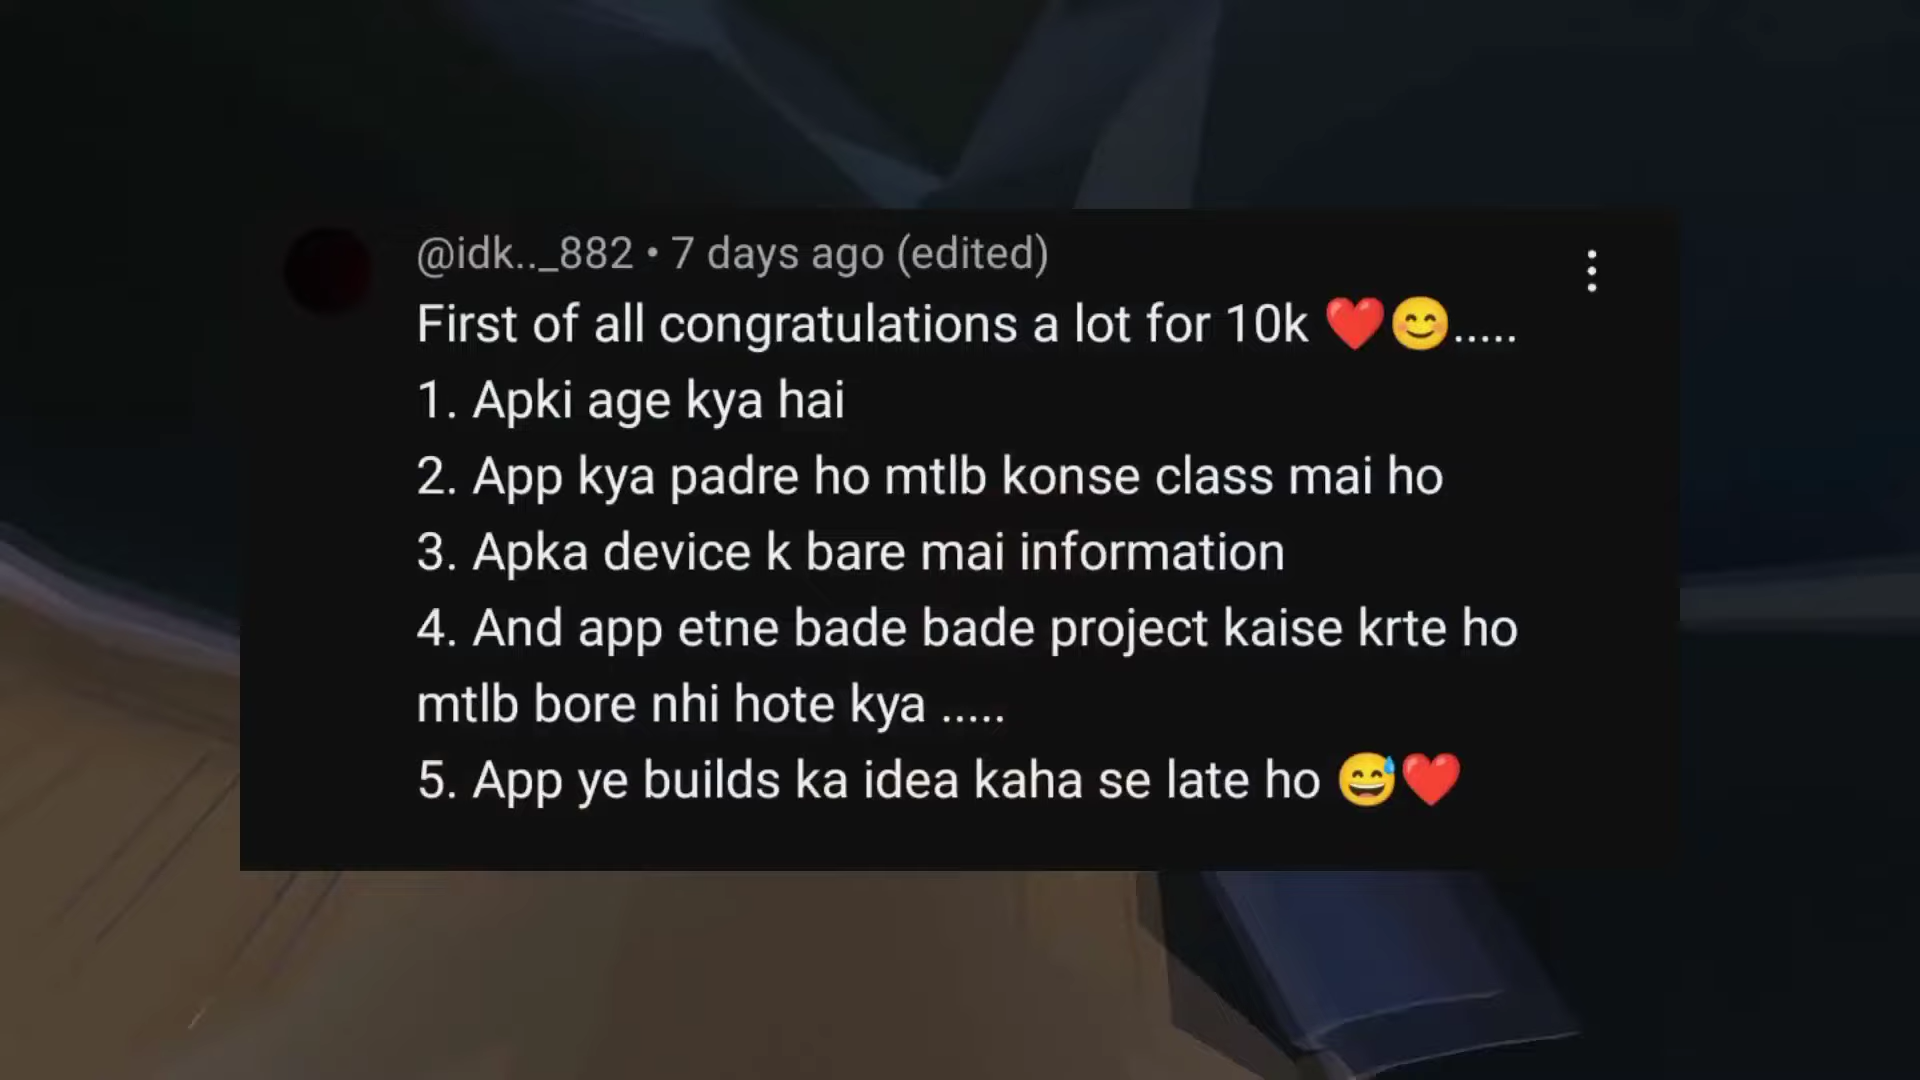 @idk.._882 • 7 days ago (edited)
First of all congratulations a lot for 10k ❤️😊.....
1. Apki age kya hai
2. App kya padre ho mtlb konse class mai ho
3. Apka device k bare mai information
4. And app etne bade bade project kaise krte ho
mtlb bore nhi hote kya .....
5. App ye builds ka idea kaha se late ho 😅❤️